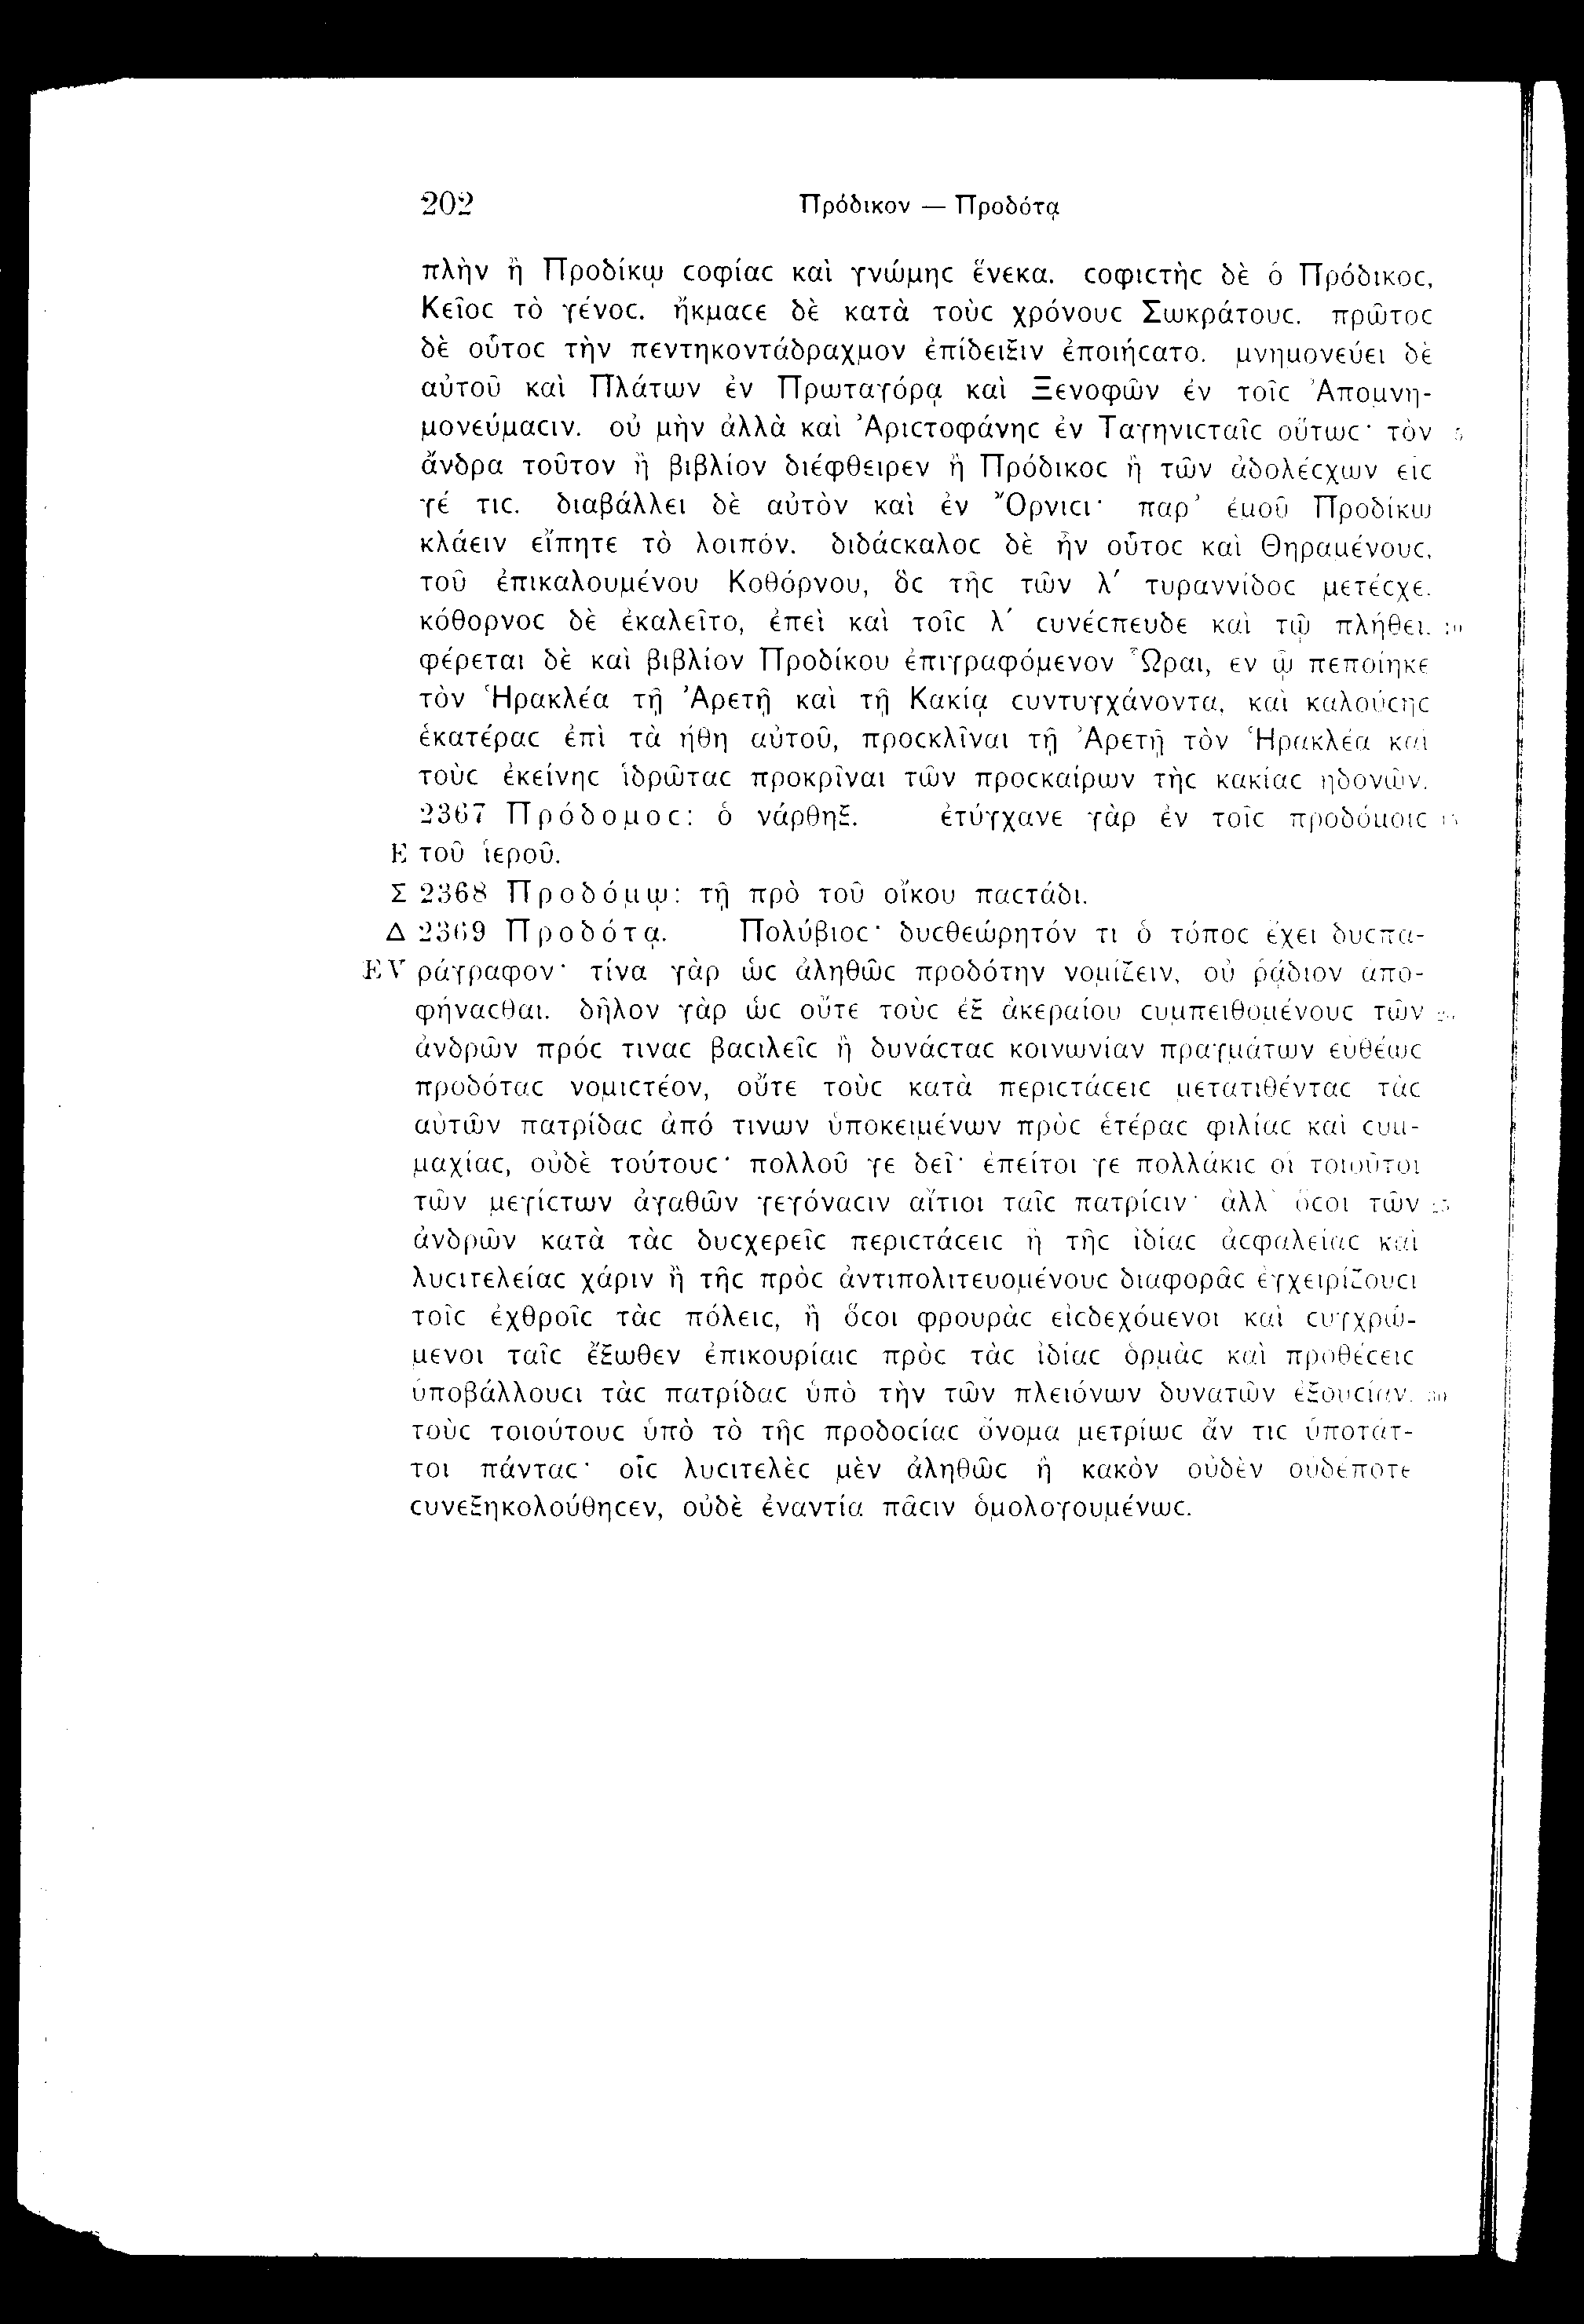 202 Πρόδικον — Προδότᾳ
πλὴν ἢ Προδίκῳ ϲοφίαϲ καὶ γνώμηϲ ἕνεκα. ϲοφιϲτὴϲ δὲ ὁ Πρόδικοϲ,
Κεῖοϲ τὸ γένοϲ. ἤκμαϲε δὲ κατὰ τοὺϲ χρόνουϲ Σωκράτουϲ. πρῶτοϲ
δὲ οὗτοϲ τὴν πεντηκοντάδραχμον ἐπίδειξιν ἐποιήϲατο. μνημονεύει δὲ
αὐτοῦ καὶ Πλάτων ἐν Πρωταγόρᾳ καὶ Ξενοφῶν ἐν τοῖϲ Ἀπομνη-
μονεύμαϲιν. οὐ μὴν ἀλλὰ καὶ Ἀριϲτοφάνηϲ ἐν Ταγηνιϲταῖϲ οὕτωϲ· τὸν 5
ἄνδρα τοῦτον ἢ βιβλίον διέφθειρεν ἢ Πρόδικοϲ ἢ τῶν ἀδολέϲχων εἷϲ
γέ τιϲ. διαβάλλει δὲ αὐτὸν καὶ ἐν Ὄρνιϲι· παρ’ ἐμοῦ Προδίκῳ
κλάειν εἴπητε τὸ λοιπόν. διδάϲκαλοϲ δὲ ἦν οὗτοϲ καὶ Θηραμένουϲ,
τοῦ ἐπικαλουμένου Κοθόρνου, ὃϲ τῆϲ τῶν λ′ τυραννίδοϲ μετέϲχε.
κόθορνοϲ δὲ ἐκαλεῖτο, ἐπεὶ καὶ τοῖϲ λ′ ϲυνέϲπευδε καὶ τῷ πλήθει. 10
φέρεται δὲ καὶ βιβλίον Προδίκου ἐπιγραφόμενον Ὧραι, ἐν ᾧ πεποίηκε
τὸν Ἡρακλέα τῇ Ἀρετῇ καὶ τῇ Κακίᾳ ϲυντυγχάνοντα, καὶ καλούϲηϲ
ἑκατέραϲ ἐπὶ τὰ ἤθη αὐτοῦ, προϲκλῖναι τῇ Ἀρετῇ τὸν Ἡρακλέα καὶ
τοὺϲ ἐκείνηϲ ἱδρῶταϲ προκρῖναι τῶν προϲκαίρων τῆϲ κακίαϲ ἡδονῶν.
2367 Πρόδομοϲ: ὁ νάρθηξ. ἐτύγχανε γὰρ ἐν τοῖϲ προδόμοιϲ 15
E τοῦ ἱεροῦ.
Σ 2368 Προδόμῳ: τῇ πρὸ τοῦ οἴκου παϲτάδι.
Δ 2369 Προδότᾳ. Πολύβιοϲ· δυϲθεώρητόν τι ὁ τόποϲ ἔχει δυϲπα-
EV ράγραφον· τίνα γὰρ ὡϲ ἀληθῶϲ προδότην νομίζειν, οὐ ῥᾴδιον ἀπο-
φήναϲθαι. δῆλον γὰρ ὡϲ οὔτε τοὺϲ ἐξ ἀκεραίου ϲυμπειθομένουϲ τῶν 20
ἀνδρῶν πρόϲ τιναϲ βαϲιλεῖϲ ἢ δυνάϲταϲ κοινωνίαν πραγμάτων εὐθέωϲ
προδόταϲ νομιϲτέον, οὔτε τοὺϲ κατὰ περιϲτάϲειϲ μετατιθένταϲ τὰϲ
αὑτῶν πατρίδαϲ ἀπό τινων ὑποκειμένων πρὸϲ ἑτέραϲ φιλίαϲ καὶ ϲυμ-
μαχίαϲ, οὐδὲ τούτουϲ· πολλοῦ γε δεῖ· ἐπείτοι γε πολλάκιϲ οἱ τοιοῦτοι
τῶν μεγίϲτων ἀγαθῶν γεγόναϲιν αἴτιοι ταῖϲ πατρίϲιν· ἀλλ’ ὅϲοι τῶν 25
ἀνδρῶν κατὰ τὰϲ δυϲχερεῖϲ περιϲτάϲειϲ ἢ τῆϲ ἰδίαϲ ἀϲφαλείαϲ καὶ
λυϲιτελείαϲ χάριν ἢ τῆϲ πρὸϲ ἀντιπολιτευομένουϲ διαφορᾶϲ ἐγχειρίζουϲι
τοῖϲ ἐχθροῖϲ τὰϲ πόλειϲ, ἢ ὅϲοι φρουρὰϲ εἰϲδεχόμενοι καὶ ϲυγχρώ-
μενοι ταῖϲ ἔξωθεν ἐπικουρίαιϲ πρὸϲ τὰϲ ἰδίαϲ ὁρμὰϲ καὶ προθέϲειϲ
ὑποβάλλουϲι τὰϲ πατρίδαϲ ὑπὸ τὴν τῶν πλειόνων δυνατῶν ἐξουϲίαν. 30
τοὺϲ τοιούτουϲ ὑπὸ τὸ τῆϲ προδοϲίαϲ ὄνομα μετρίωϲ ἄν τιϲ ὑποτάτ-
τοι πάνταϲ· οἷϲ λυϲιτελὲϲ μὲν ἀληθῶϲ ἢ κακὸν οὐδὲν οὐδέποτε
ϲυνεξηκολούθηϲεν, οὐδὲ ἐναντία πᾶϲιν ὁμολογουμένωϲ.